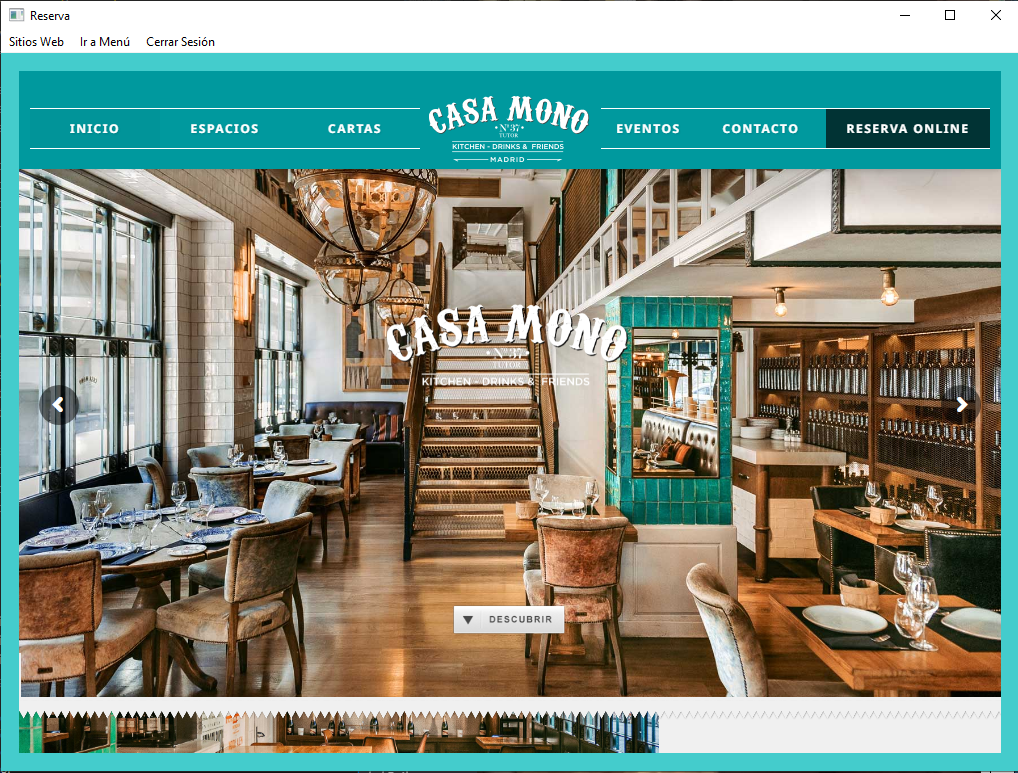 Reserva
Sitios Web Ir a Menú Cerrar Sesión
INICIO ESPACIOS CARTAS
CASA MONO
Nº37
TUTOR
KITCHEN - DRINKS & FRIENDS
MADRID
EVENTOS CONTACTO RESERVA ONLINE
CASA MONO
Nº37
TUTOR
KITCHEN - DRINKS & FRIENDS
DESCUBRIR